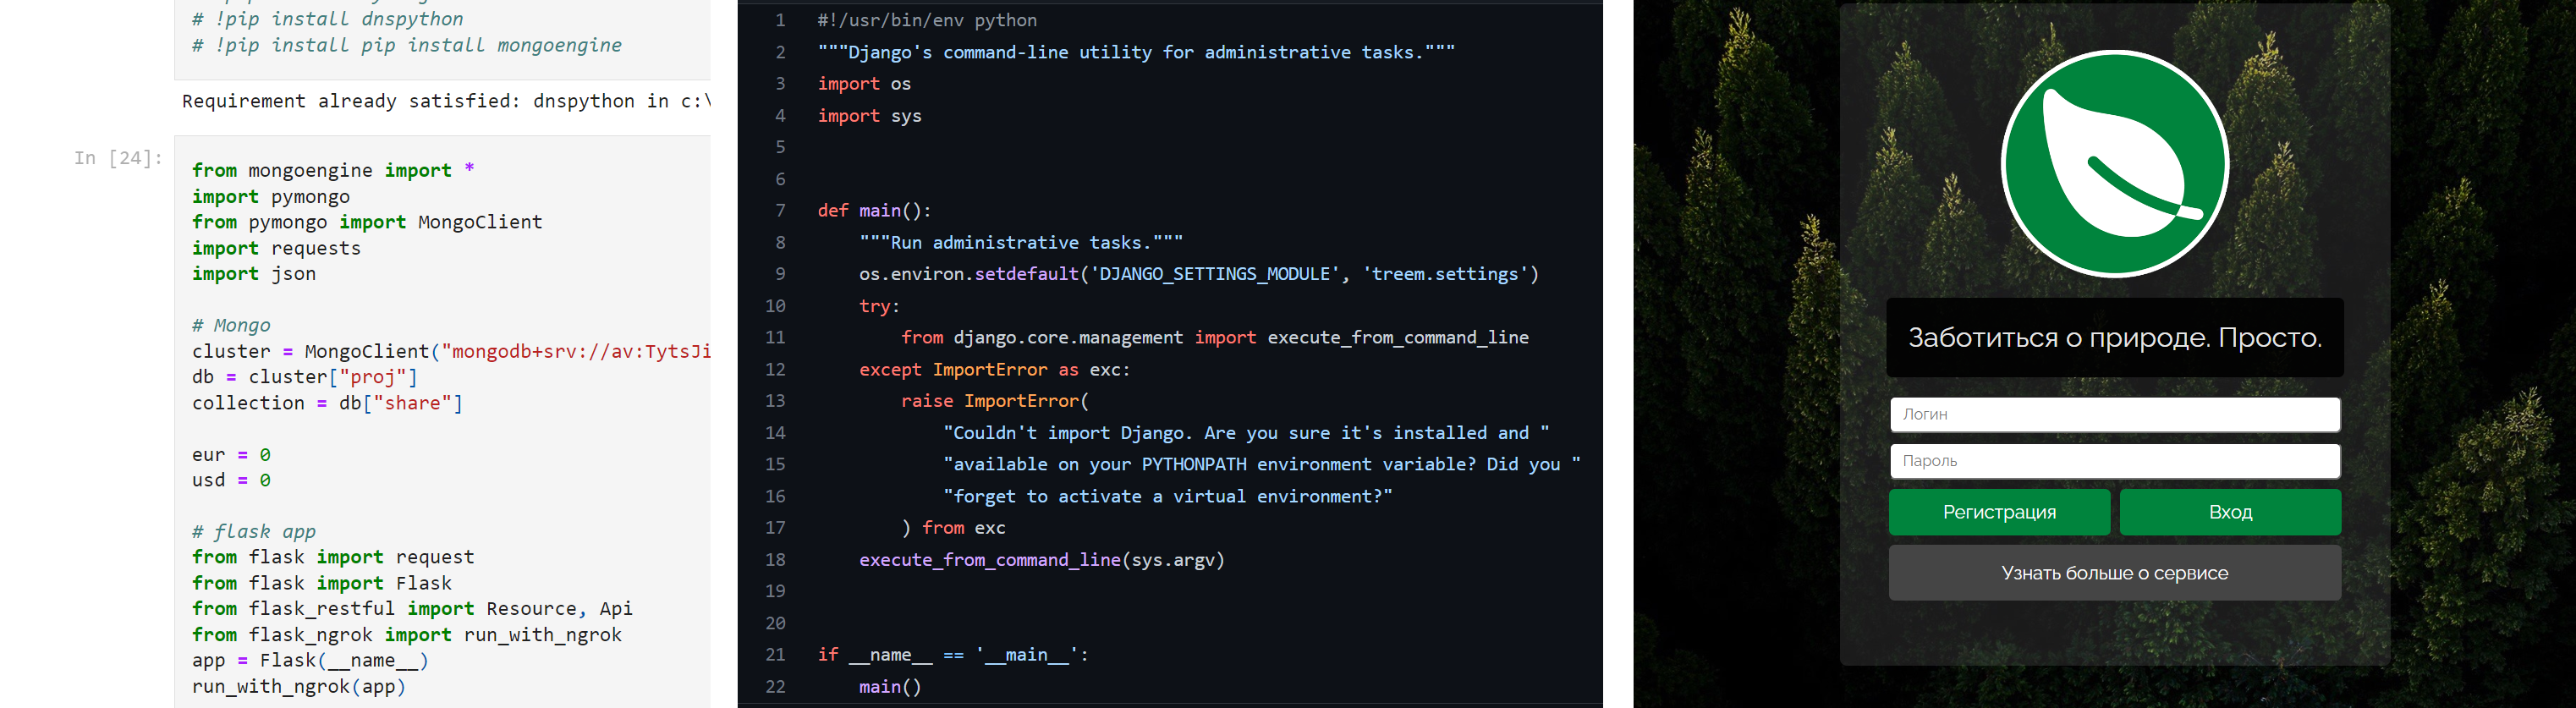 # !pip install dnspython
# !pip install pip install mongoengine
Requirement already satisfied: dnspython in c:\
In [24]:
from mongoengine import *
import pymongo
from pymongo import MongoClient
import requests
import json
# Mongo
cluster = MongoClient("mongodb+srv://av:TytsJi
db = cluster["proj"]
collection = db["share"]
eur = 0
usd = 0
# flask app
from flask import request
from flask import Flask
from flask_restful import Resource, Api
from flask_ngrok import run_with_ngrok
app = Flask(__name__)
run_with_ngrok(app)
1 #!/usr/bin/env python
2 """Django's command-line utility for administrative tasks."""
3 import os
4 import sys
5
6
7 def main():
8 """Run administrative tasks."""
9 os.environ.setdefault('DJANGO_SETTINGS_MODULE', 'treem.settings')
10 try:
11 from django.core.management import execute_from_command_line
12 except ImportError as exc:
13 raise ImportError(
14 "Couldn't import Django. Are you sure it's installed and "
15 "available on your PYTHONPATH environment variable? Did you "
16 "forget to activate a virtual environment?"
17 ) from exc
18 execute_from_command_line(sys.argv)
19
20
21 if __name__ == '__main__':
22 main()
Заботиться о природе. Просто.
Логин
Пароль
Регистрация
Вход
Узнать больше о сервисе